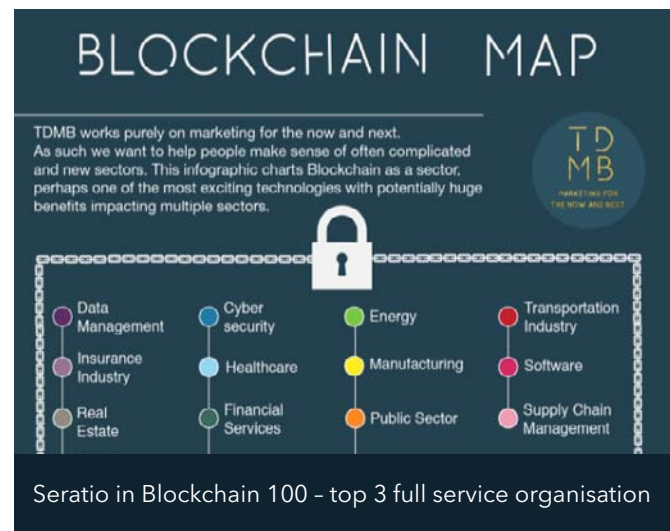 BLOCKCHAIN MAP
TDMB works purely on marketing for the now and next.
As such we want to help people make sense of often complicated
and new sectors. This infographic charts Blockchain as a sector,
perhaps one of the most exciting technologies with potentially huge
benefits impacting multiple sectors.
TD
MB
MARKETING FOR
THE NOW AND NEXT
Data
Management
Cyber
security
Energy
Transportation
Industry
Insurance
Industry
Healthcare
Manufacturing
Software
Real
Estate
Financial
Services
Public Sector
Supply Chain
Management
Seratio in Blockchain 100 – top 3 full service organisation